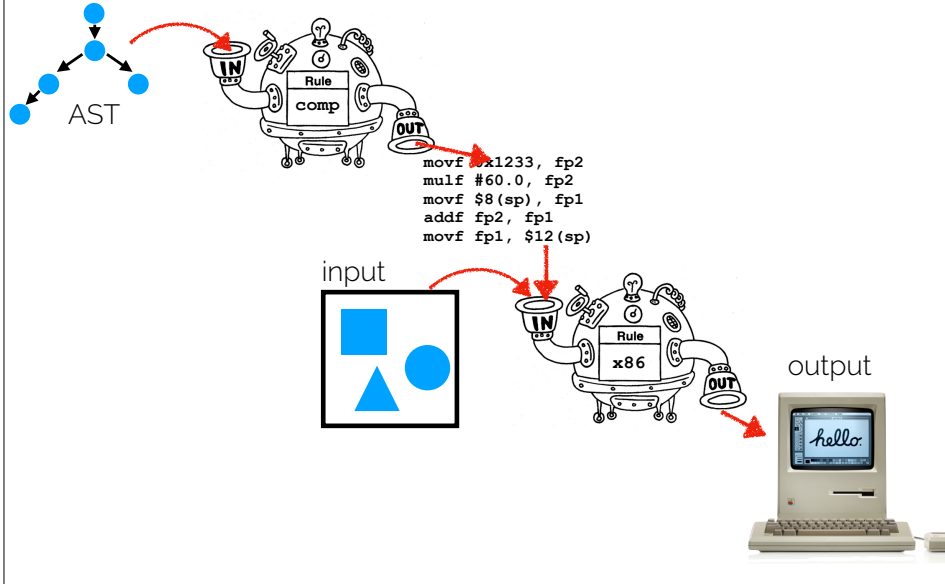 IN
Rule
comp
AST
OUT
movf 0x1233, fp2
mulf #60.0, fp2
movf $8(sp), fp1
addf fp2, fp1
movf fp1, $12(sp)
input
IN
Rule
x86
OUT
output
hello.